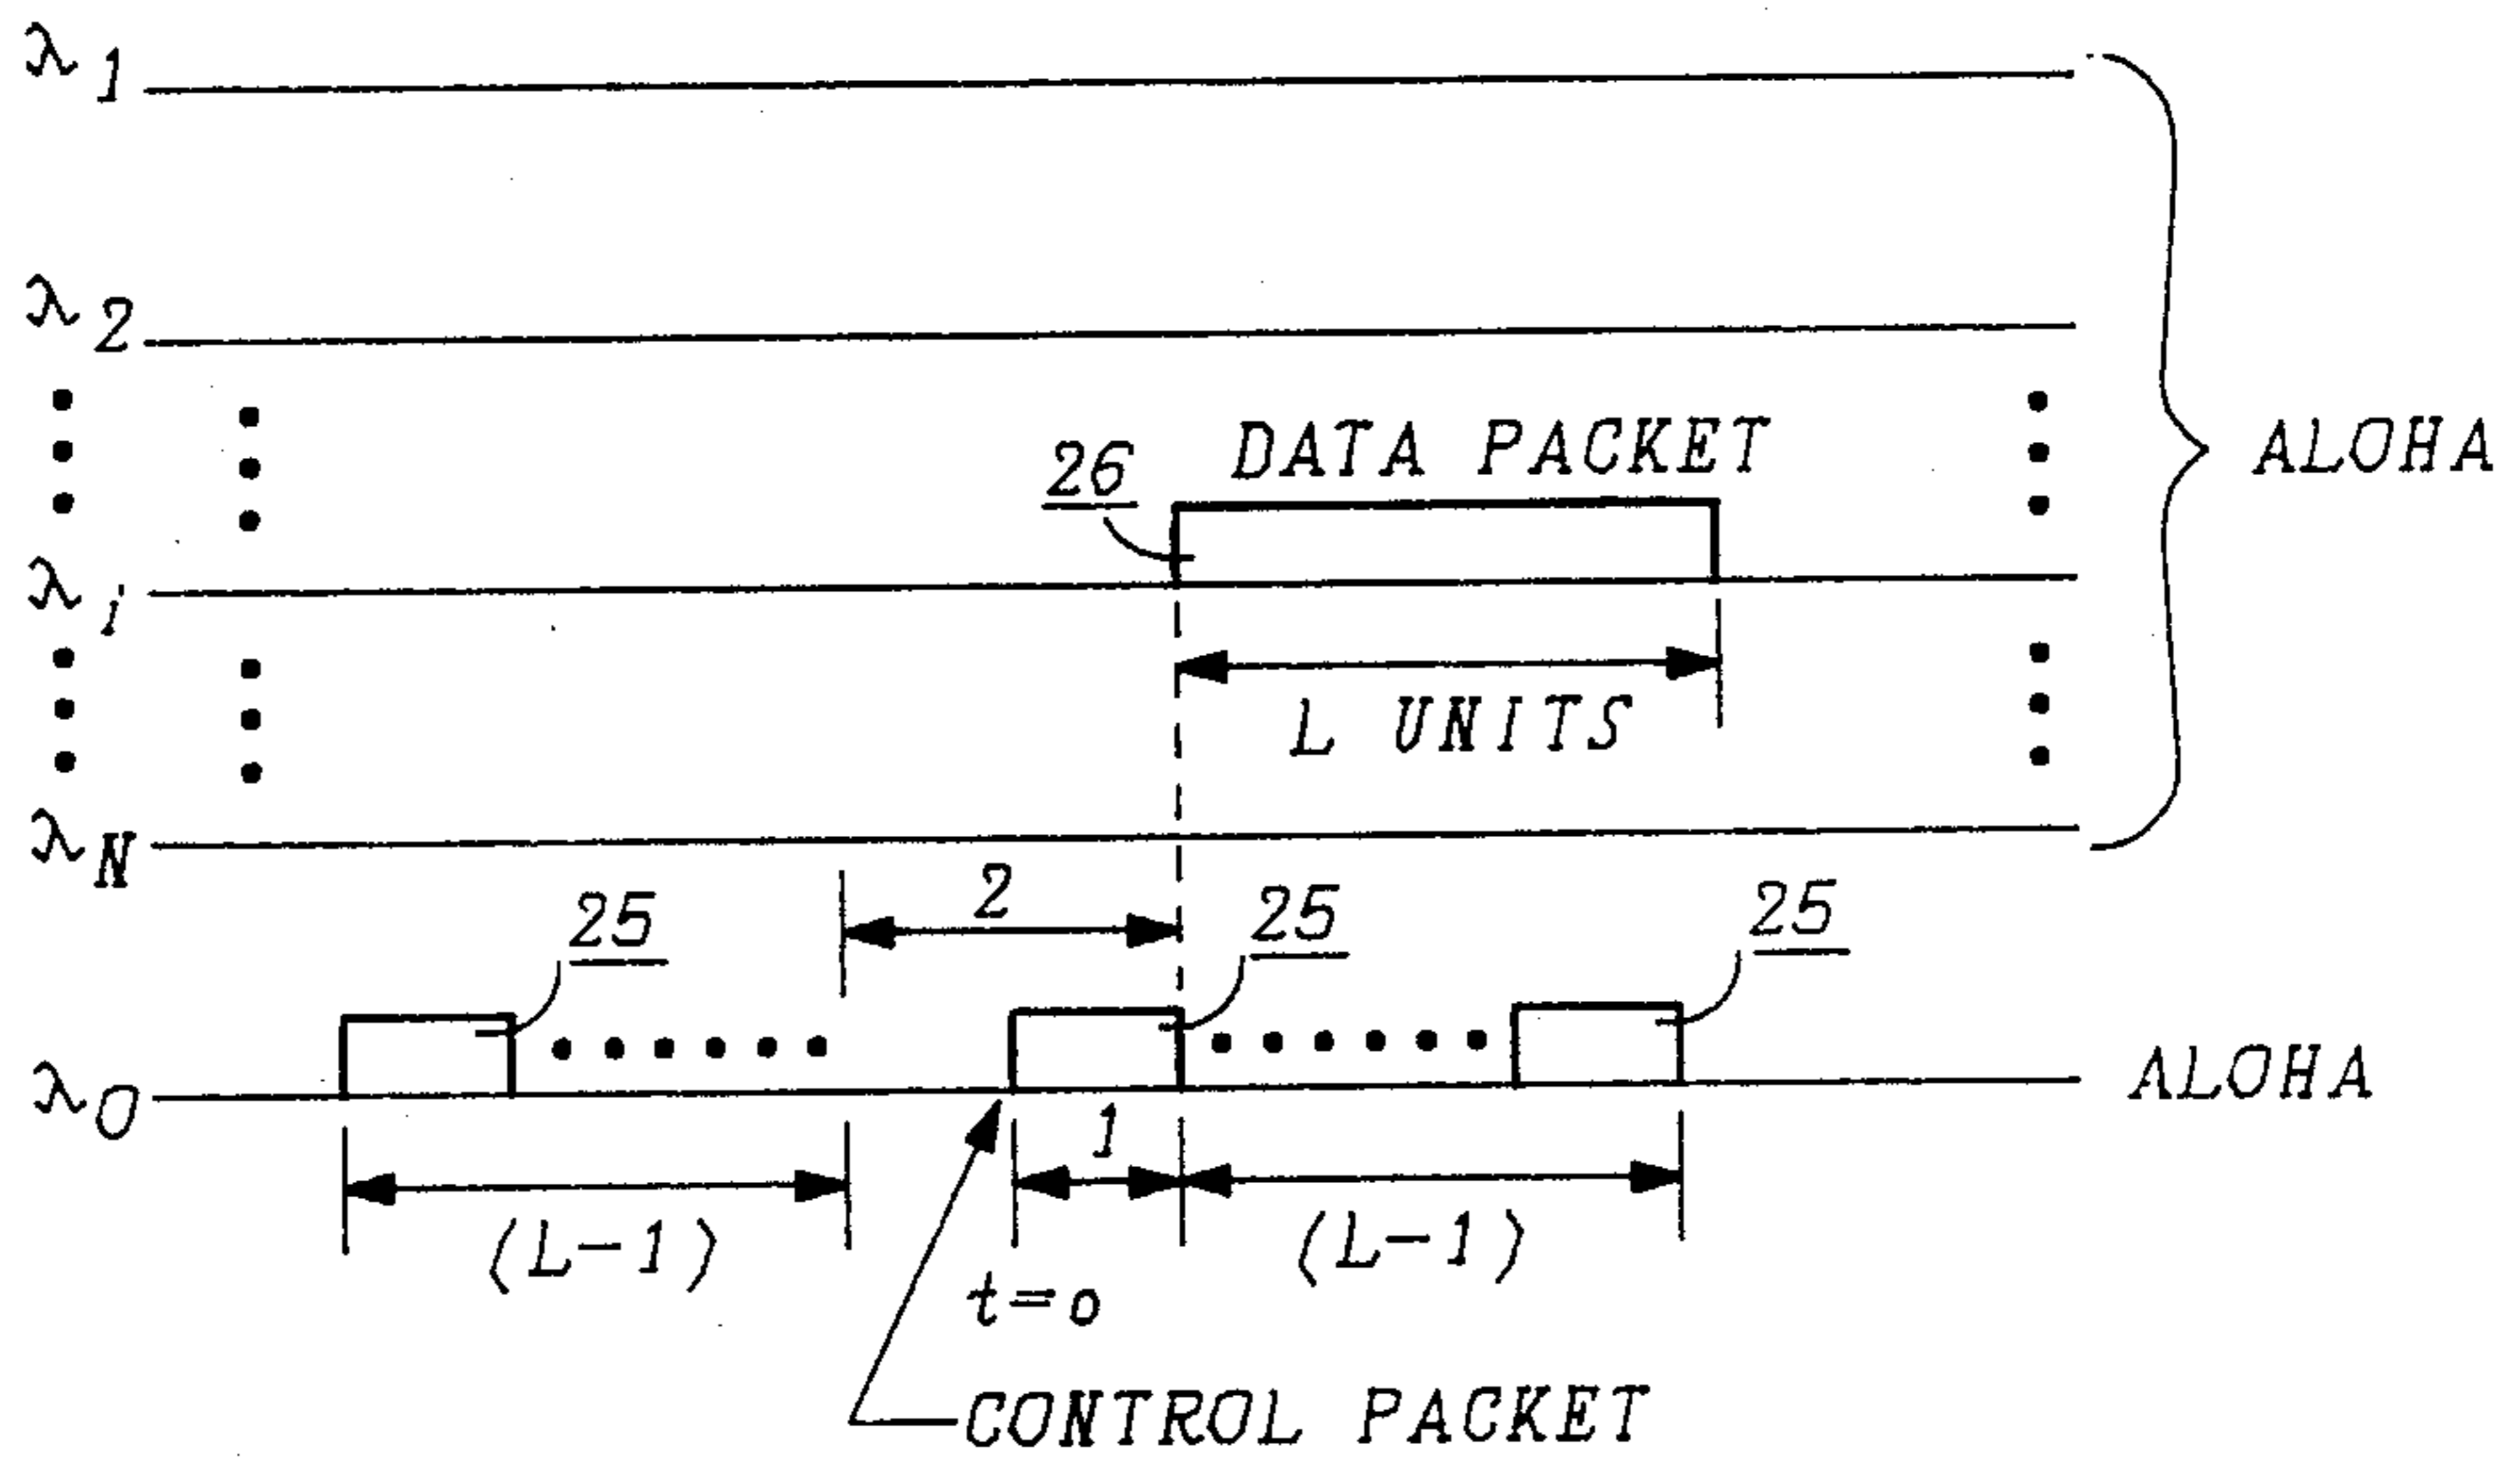 λ1
λ2
26
DATA PACKET
ALOHA
λi
L UNITS
λN
2
25
25
25
λ0
ALOHA
1
(L-1)
(L-1)
t=o
CONTROL PACKET